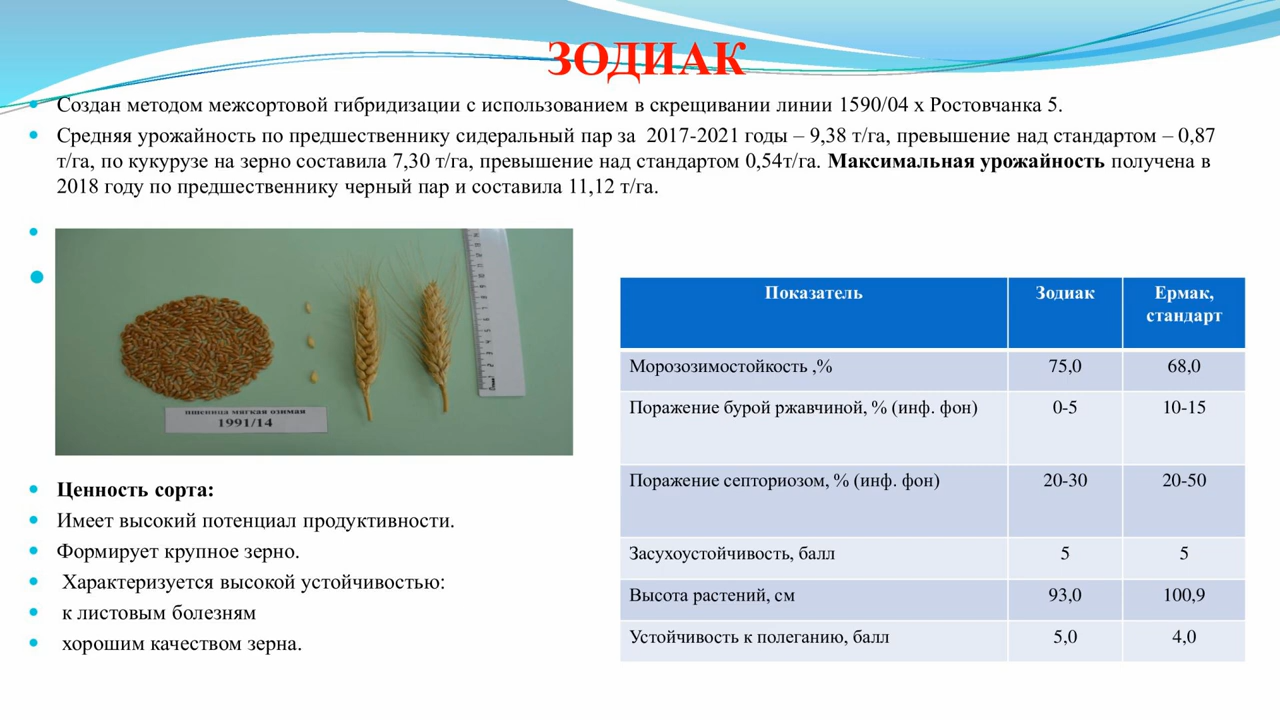 ЗОДИАК
Создан методом межсортовой гибридизации с использованием в скрещивании линии 1590/04 х Ростовчанка 5.
Средняя урожайность по предшественнику сидеральный пар за 2017-2021 годы – 9,38 т/га, превышение над стандартом – 0,87
т/га, по кукурузе на зерно составила 7,30 т/га, превышение над стандартом 0,54т/га. Максимальная урожайность получена в
2018 году по предшественнику черный пар и составила 11,12 т/га.
пшеница мягкая озимая
1991/14
Ценность сорта:
Имеет высокий потенциал продуктивности.
Формирует крупное зерно.
Характеризуется высокой устойчивостью:
к листовым болезням
хорошим качеством зерна.
Показатель Зодиак Ермак,
стандарт
Морозозимостойкость ,% 75,0 68,0
Поражение бурой ржавчиной, % (инф. фон) 0-5 10-15
Поражение септориозом, % (инф. фон) 20-30 20-50
Засухоустойчивость, балл 5 5
Высота растений, см 93,0 100,9
Устойчивость к полеганию, балл 5,0 4,0